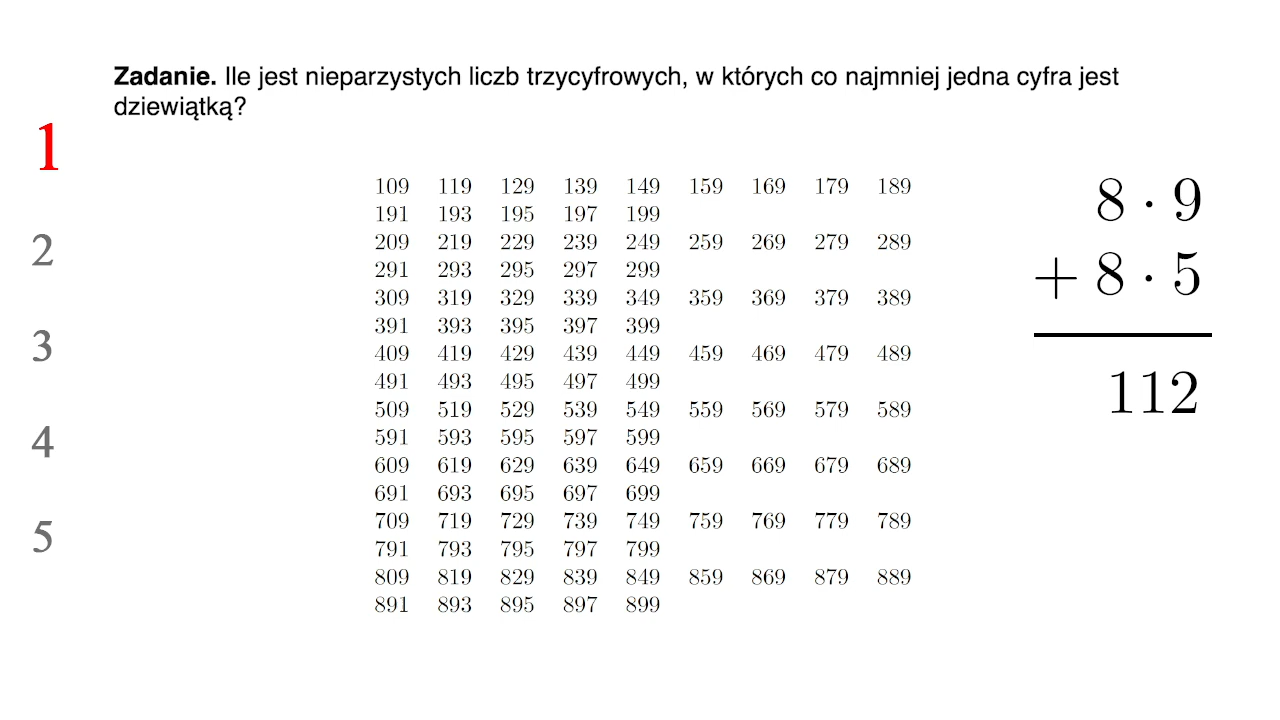 Zadanie. Ile jest nieparzystych liczb trzycyfrowych, w których co najmniej jedna cyfra jest
dziewiątką?
1
2
3
4
5
109 119 129 139 149 159 169 179 189
191 193 195 197 199
209 219 229 239 249 259 269 279 289
291 293 295 297 299
309 319 329 339 349 359 369 379 389
391 393 395 397 399
409 419 429 439 449 459 469 479 489
491 493 495 497 499
509 519 529 539 549 559 569 579 589
591 593 595 597 599
609 619 629 639 649 659 669 679 689
691 693 695 697 699
709 719 729 739 749 759 769 779 789
791 793 795 797 799
809 819 829 839 849 859 869 879 889
891 893 895 897 899
8 · 9
+ 8 · 5
112